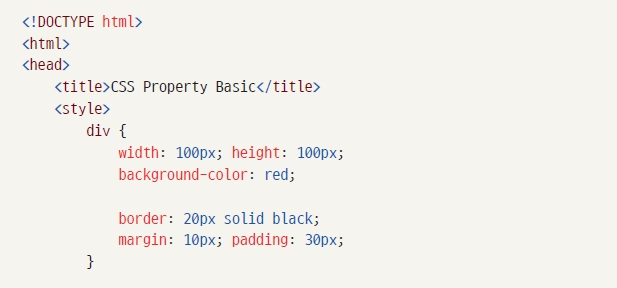 <!DOCTYPE html>
<html>
<head>
    <title>CSS Property Basic</title>
    <style>
        div {
            width: 100px; height: 100px;
            background-color: red;

            border: 20px solid black;
            margin: 10px; padding: 30px;
        }